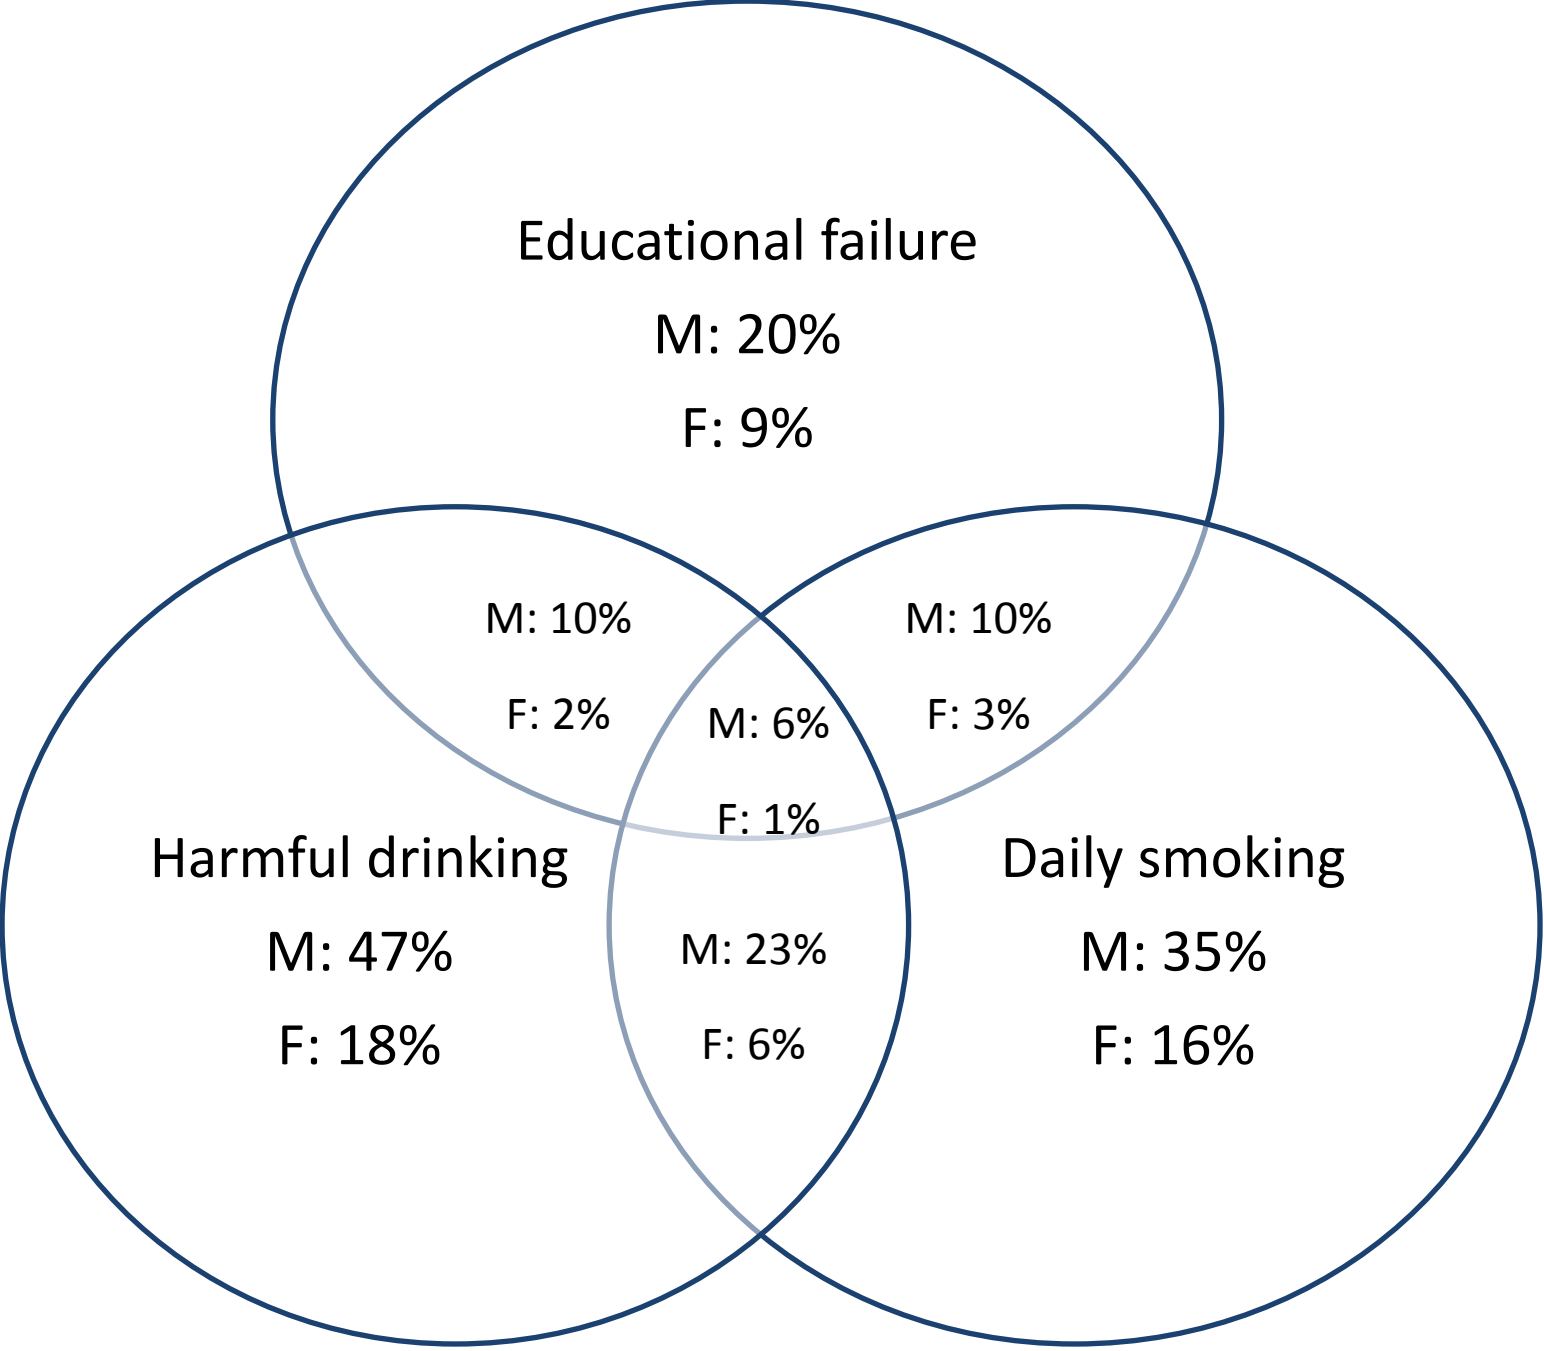 Educational failure
M: 20%
F: 9%
M: 10%
F: 2%
M: 10%
F: 3%
M: 6%
F: 1%
Harmful drinking
M: 47%
F: 18%
M: 23%
F: 6%
Daily smoking
M: 35%
F: 16%